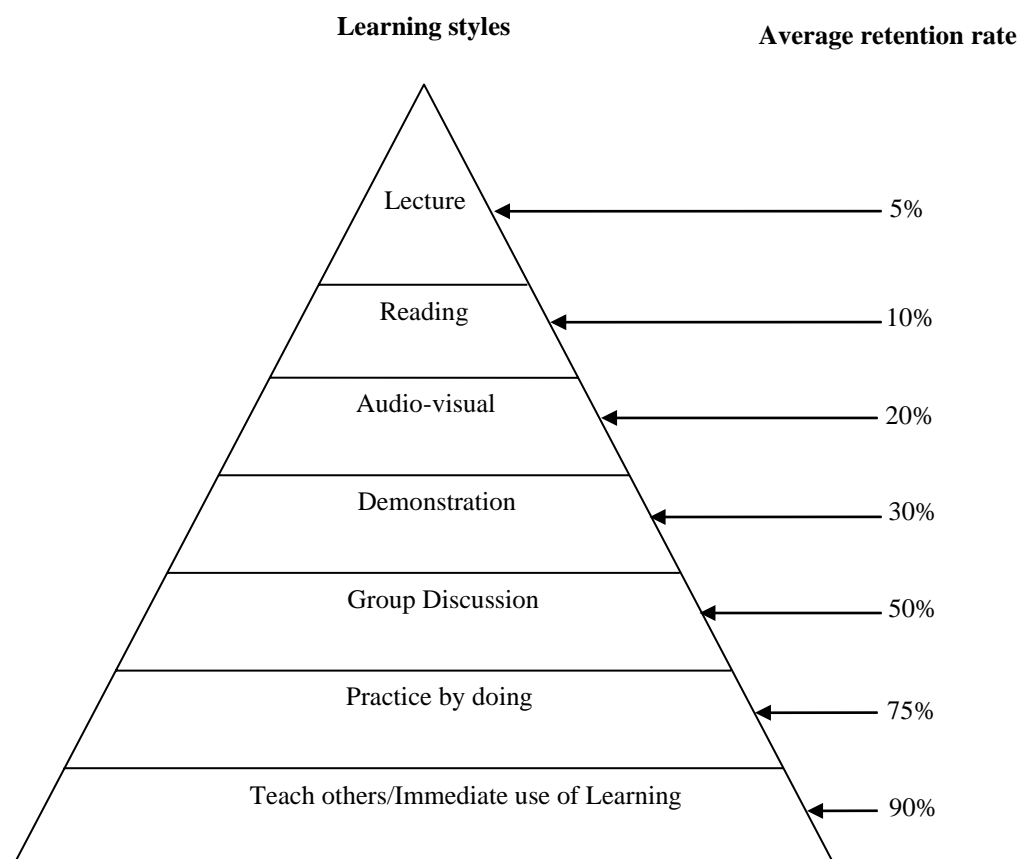 Learning styles
Average retention rate
Lecture
5%
Reading
10%
Audio-visual
20%
Demonstration
30%
Group Discussion
50%
Practice by doing
75%
Teach others/Immediate use of Learning
90%